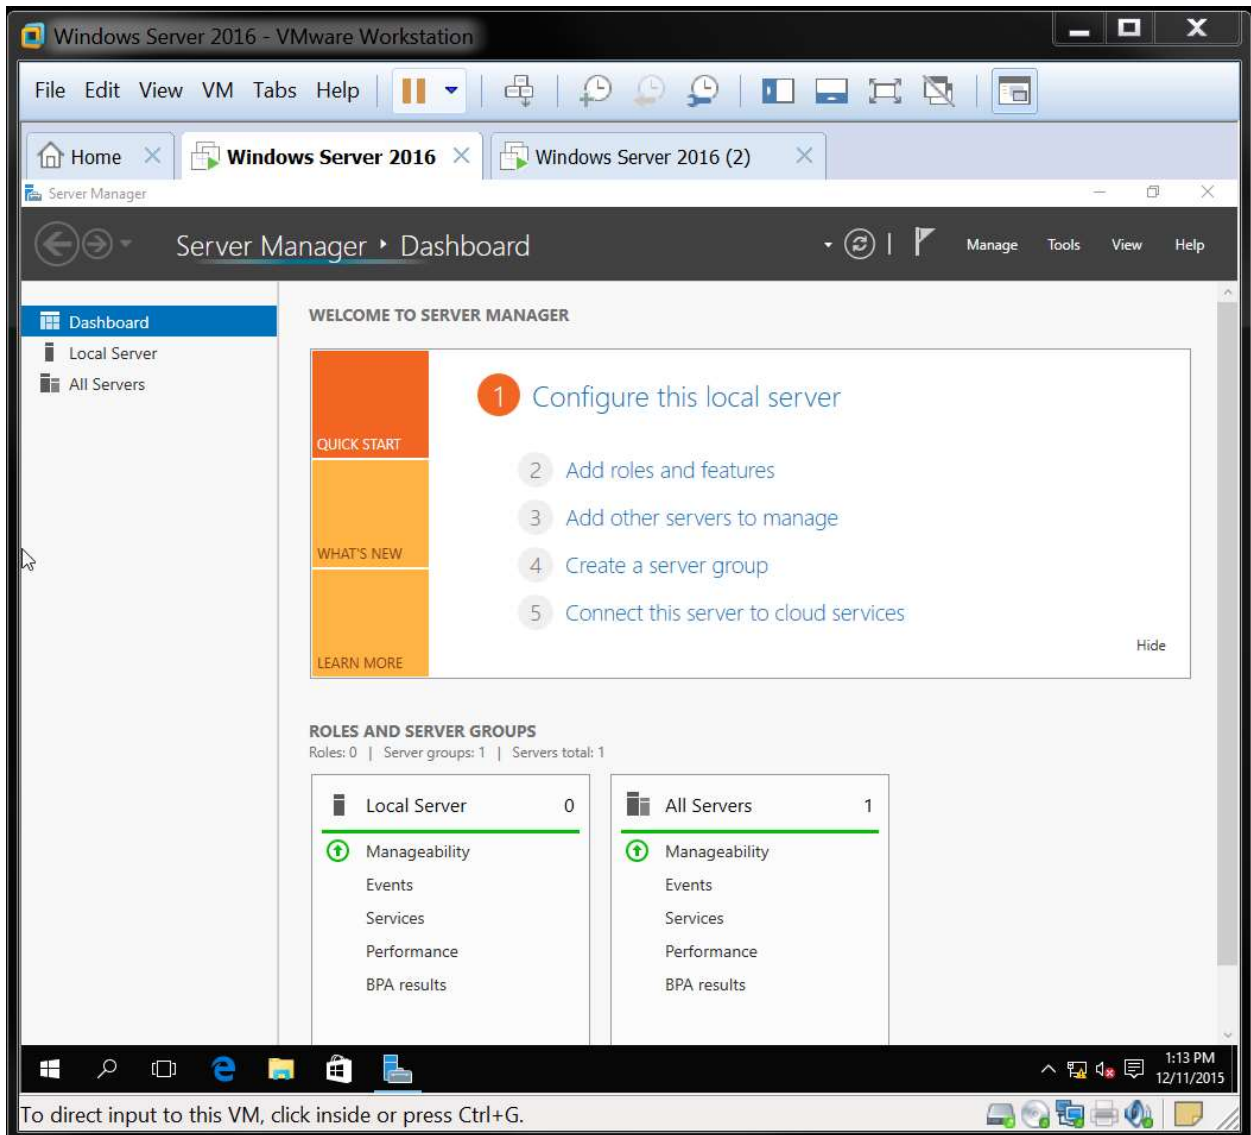 Windows Server 2016 - VMware Workstation
File Edit View VM Tabs Help
Home Windows Server 2016 Windows Server 2016 (2)
Server Manager
Server Manager Dashboard Manage Tools View Help
Dashboard
Local Server
All Servers
WELCOME TO SERVER MANAGER
QUICK START
WHAT'S NEW
LEARN MORE
1 Configure this local server
2 Add roles and features
3 Add other servers to manage
4 Create a server group
5 Connect this server to cloud services
Hide
ROLES AND SERVER GROUPS
Roles: 0 | Server groups: 1 | Servers total: 1
Local Server 0
Manageability
Events
Services
Performance
BPA results
All Servers 1
Manageability
Events
Services
Performance
BPA results
1:13 PM
12/11/2015
To direct input to this VM, click inside or press Ctrl+G.